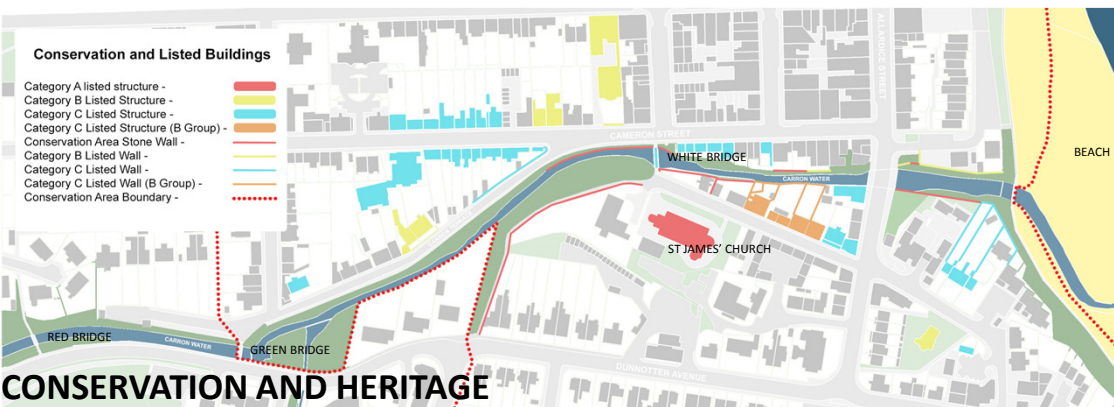 Conservation and Listed Buildings
Category A listed structure -
Category B Listed Structure -
Category C Listed Structure -
Category C Listed Structure (B Group) -
Conservation Area Stone Wall -
Category B Listed Wall -
Category C Listed Wall -
Category C Listed Wall (B Group) -
Conservation Area Boundary -
ALLARDICE STREET
CAMERON STREET
BEACH
WHITE BRIDGE
CARRON WATER
ST JAMES' CHURCH
RED BRIDGE
CARRON WATER
GREEN BRIDGE
DUNNOTTER AVENUE
CONSERVATION AND HERITAGE